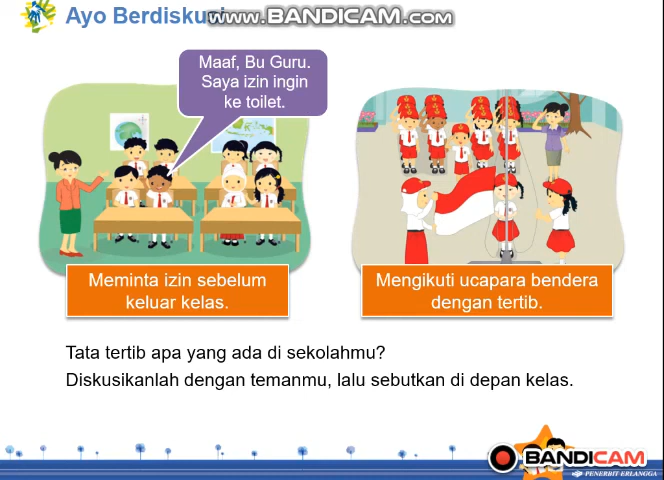 Ayo Berdiskusi
www.BANDICAM.COM
Maaf, Bu Guru.
Saya izin ingin
ke toilet.
Meminta izin sebelum
keluar kelas.
Mengikuti ucapara bendera
dengan tertib.
Tata tertib apa yang ada di sekolahmu?
Diskusikanlah dengan temanmu, lalu sebutkan di depan kelas.
BANDICAM
PENERBIT ERLANGGA